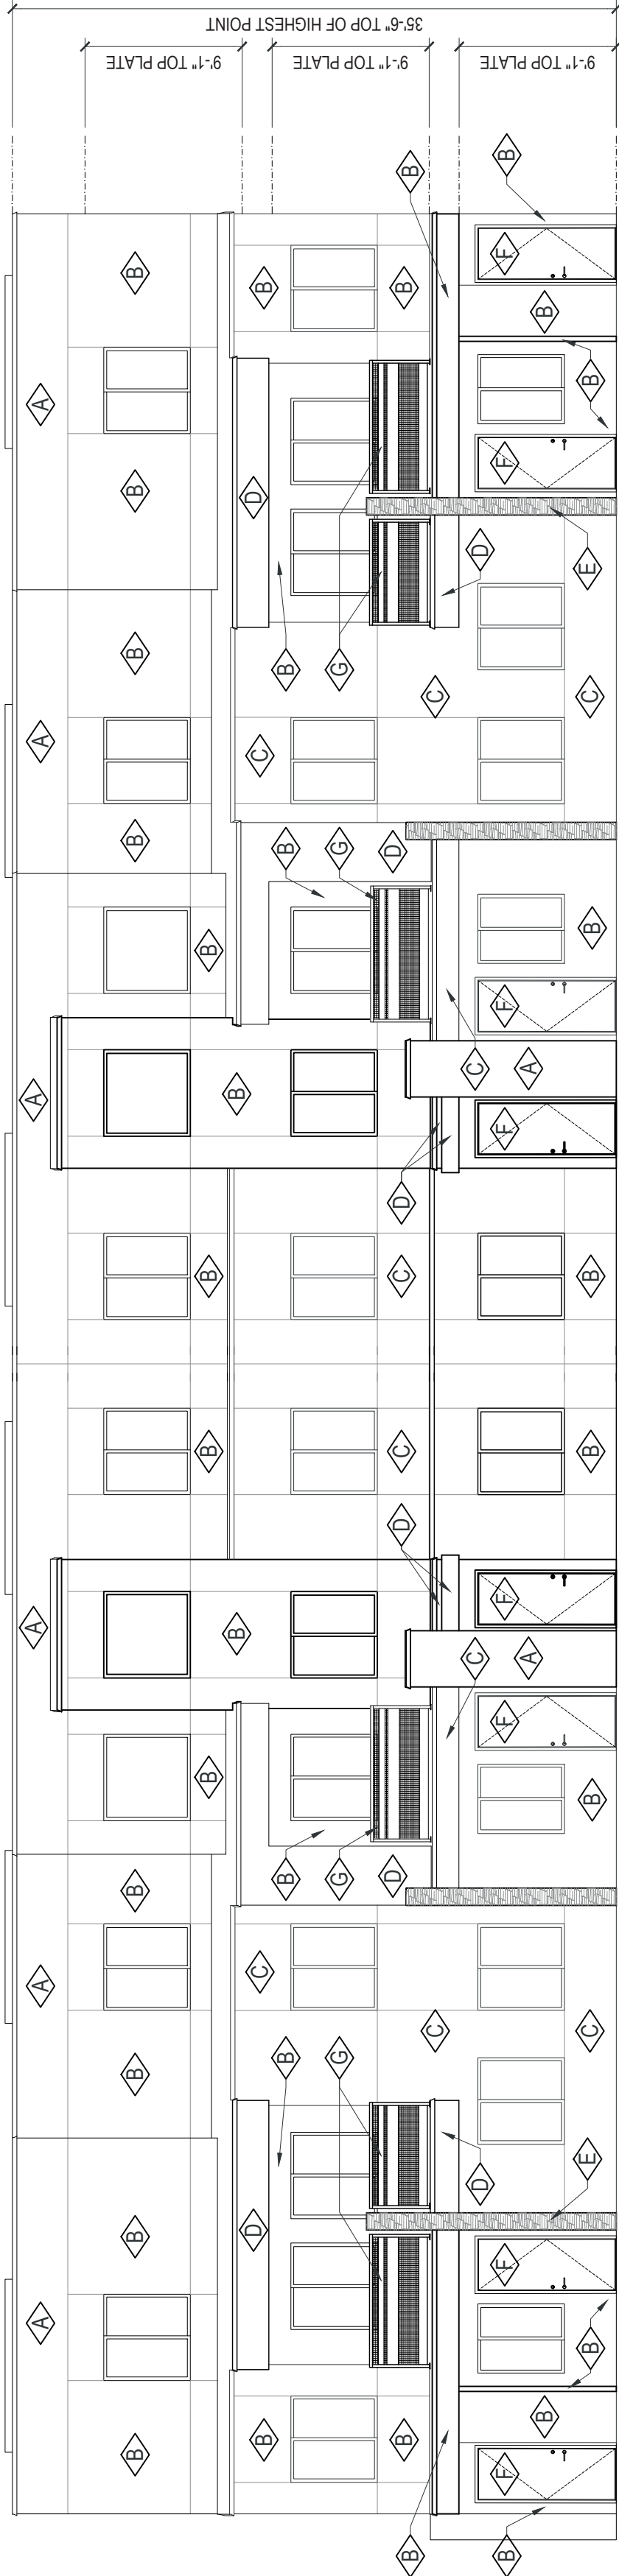 35'-6" TOP OF HIGHEST POINT
9'-1" TOP PLATE
9'-1" TOP PLATE
9'-1" TOP PLATE
A A A A A A
B B B B B B B B
B B B B
B B
B D C C D B
B B B B
G G G G
B B D D C C D D B B
C C
D C C D
B F F F F F F F F B
B A A B
B E C B B B B C E B